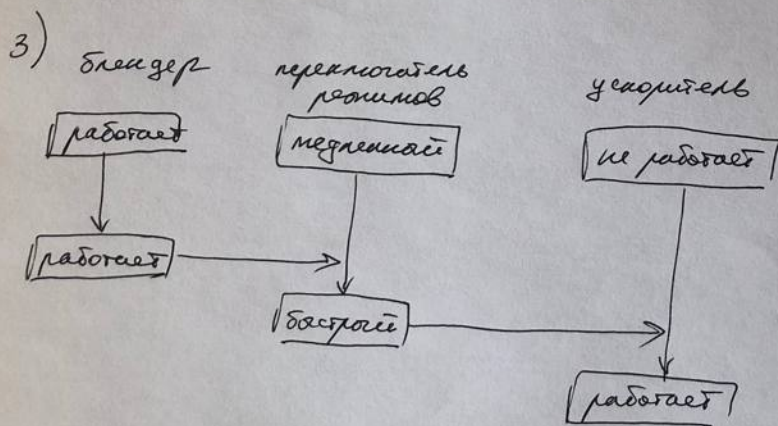 3)
блендер
переключатель
режимов
ускоритель
работает
медленный
не работает
работает
быстрый
работает